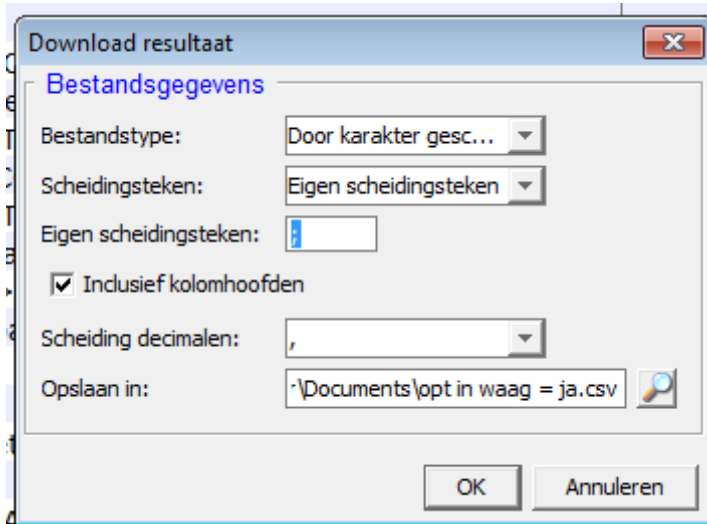 Download resultaat
Bestandsgegevens
Bestandstype: Door karakter gesc...
Scheidingsteken: Eigen scheidingsteken
Eigen scheidingsteken: ;
Inclusief kolomhoofden
Scheiding decimalen: ,
Opslaan in: \Documents\opt in waag = ja.csv
OK Annuleren